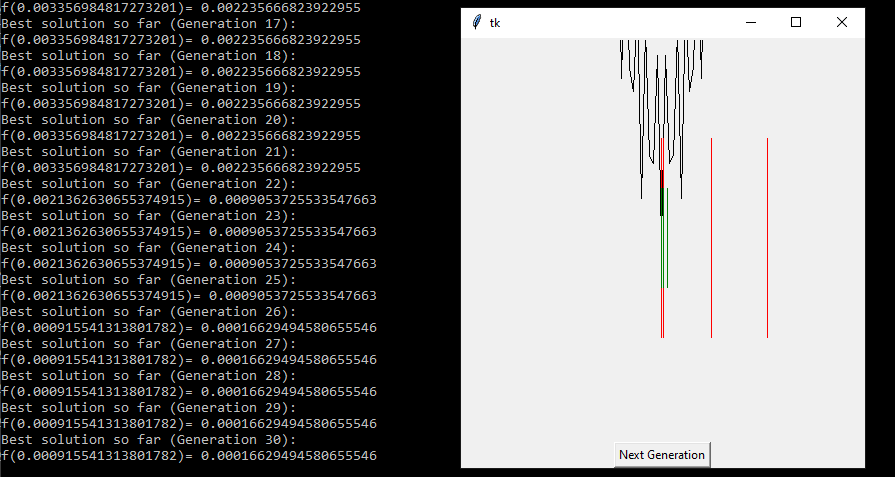 f(0.003356984817273201)= 0.002235666823922955
Best solution so far (Generation 17):
f(0.003356984817273201)= 0.002235666823922955
Best solution so far (Generation 18):
f(0.003356984817273201)= 0.002235666823922955
Best solution so far (Generation 19):
f(0.003356984817273201)= 0.002235666823922955
Best solution so far (Generation 20):
f(0.003356984817273201)= 0.002235666823922955
Best solution so far (Generation 21):
f(0.003356984817273201)= 0.002235666823922955
Best solution so far (Generation 22):
f(0.0021362630655374915)= 0.0009053725533547663
Best solution so far (Generation 23):
f(0.0021362630655374915)= 0.0009053725533547663
Best solution so far (Generation 24):
f(0.0021362630655374915)= 0.0009053725533547663
Best solution so far (Generation 25):
f(0.0021362630655374915)= 0.0009053725533547663
Best solution so far (Generation 26):
f(0.000915541313801782)= 0.00016629494580655546
Best solution so far (Generation 27):
f(0.000915541313801782)= 0.00016629494580655546
Best solution so far (Generation 28):
f(0.000915541313801782)= 0.00016629494580655546
Best solution so far (Generation 29):
f(0.000915541313801782)= 0.00016629494580655546
Best solution so far (Generation 30):
f(0.000915541313801782)= 0.00016629494580655546
tk
Next Generation